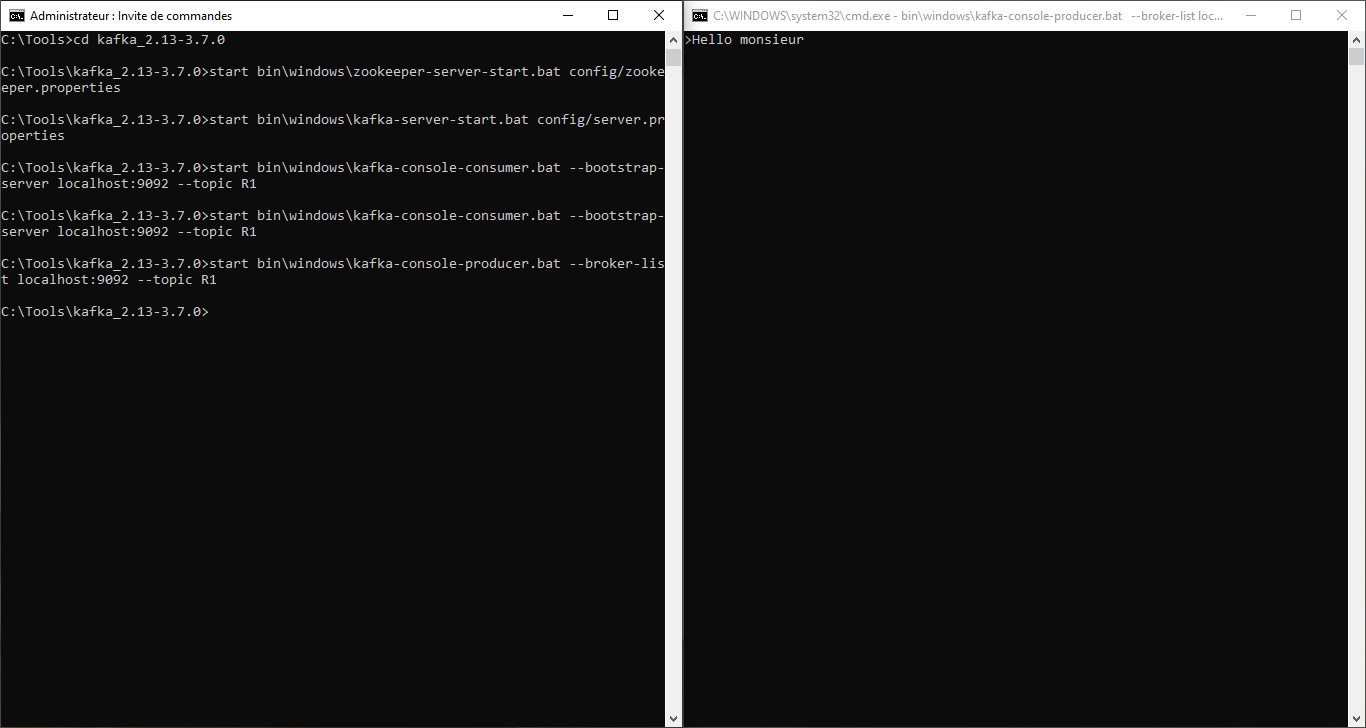 Administrateur : Invite de commandes
C:\Tools>cd kafka_2.13-3.7.0
C:\Tools\kafka_2.13-3.7.0>start bin\windows\zookeeper-server-start.bat config/zooke
eper.properties
C:\Tools\kafka_2.13-3.7.0>start bin\windows\kafka-server-start.bat config/server.pr
operties
C:\Tools\kafka_2.13-3.7.0>start bin\windows\kafka-console-consumer.bat --bootstrap-
server localhost:9092 --topic R1
C:\Tools\kafka_2.13-3.7.0>start bin\windows\kafka-console-consumer.bat --bootstrap-
server localhost:9092 --topic R1
C:\Tools\kafka_2.13-3.7.0>start bin\windows\kafka-console-producer.bat --broker-lis
t localhost:9092 --topic R1
C:\Tools\kafka_2.13-3.7.0>
C:\WINDOWS\system32\cmd.exe - bin\windows\kafka-console-producer.bat --broker-list loc...
>Hello monsieur